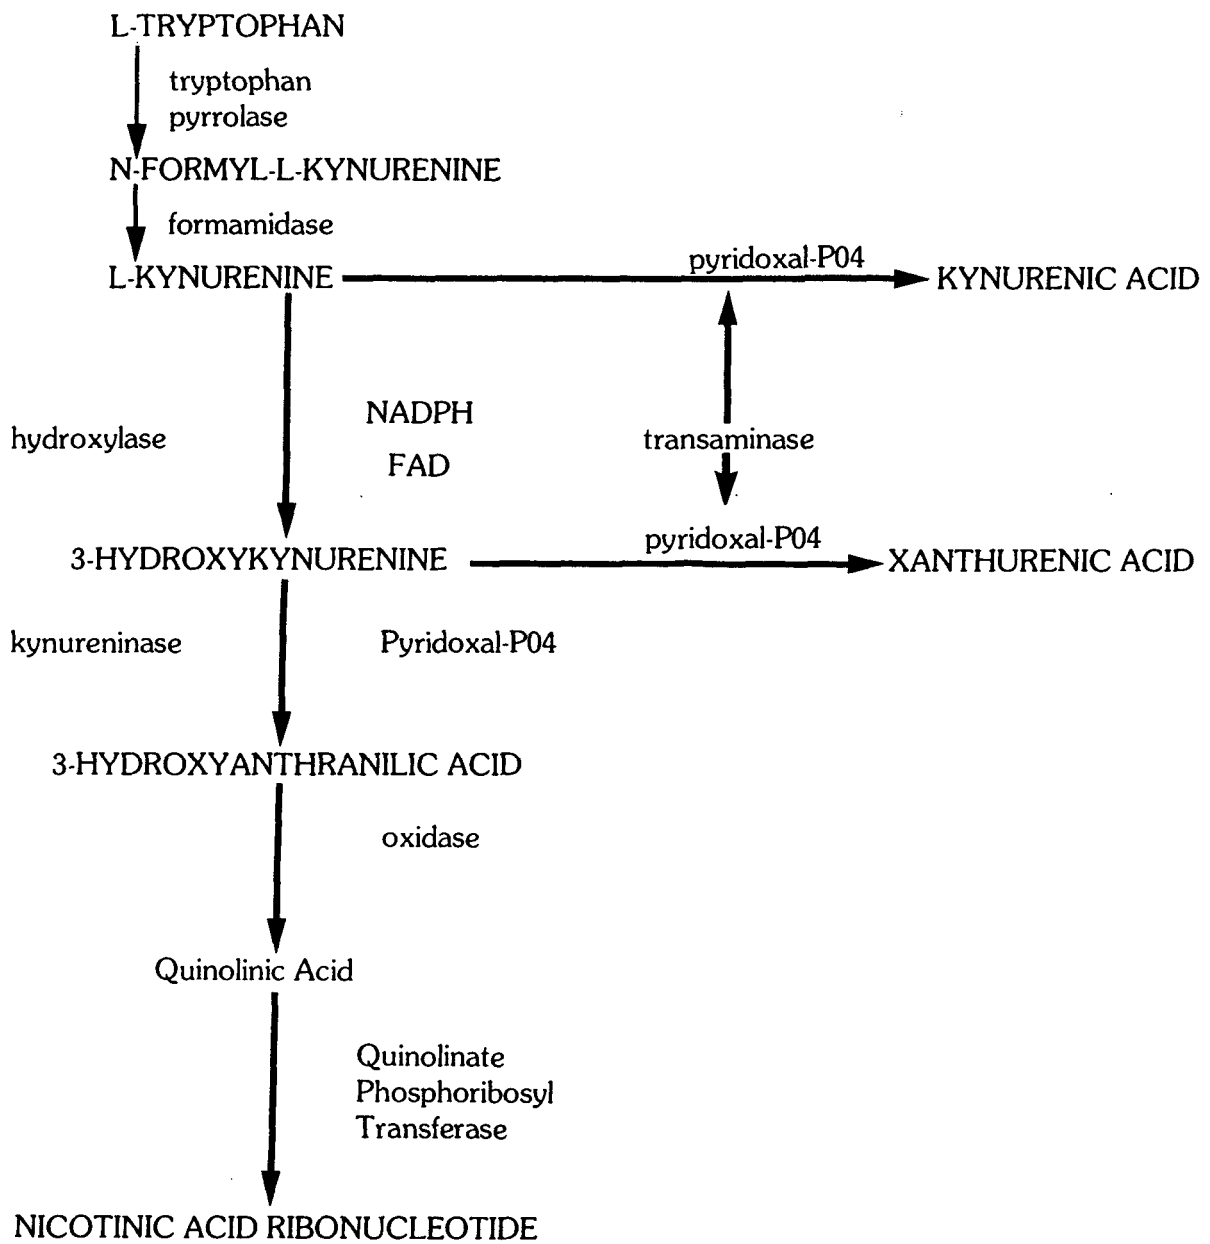 L-TRYPTOPHAN
tryptophan
pyrrolase
N-FORMYL-L-KYNURENINE
formamidase
L-KYNURENINE
pyridoxal-P04
KYNURENIC ACID
hydroxylase
NADPH
FAD
transaminase
3-HYDROXYKYNURENINE
pyridoxal-P04
XANTHURENIC ACID
kynureninase
Pyridoxal-P04
3-HYDROXYANTHRANILIC ACID
oxidase
Quinolinic Acid
Quinolinate
Phosphoribosyl
Transferase
NICOTINIC ACID RIBONUCLEOTIDE